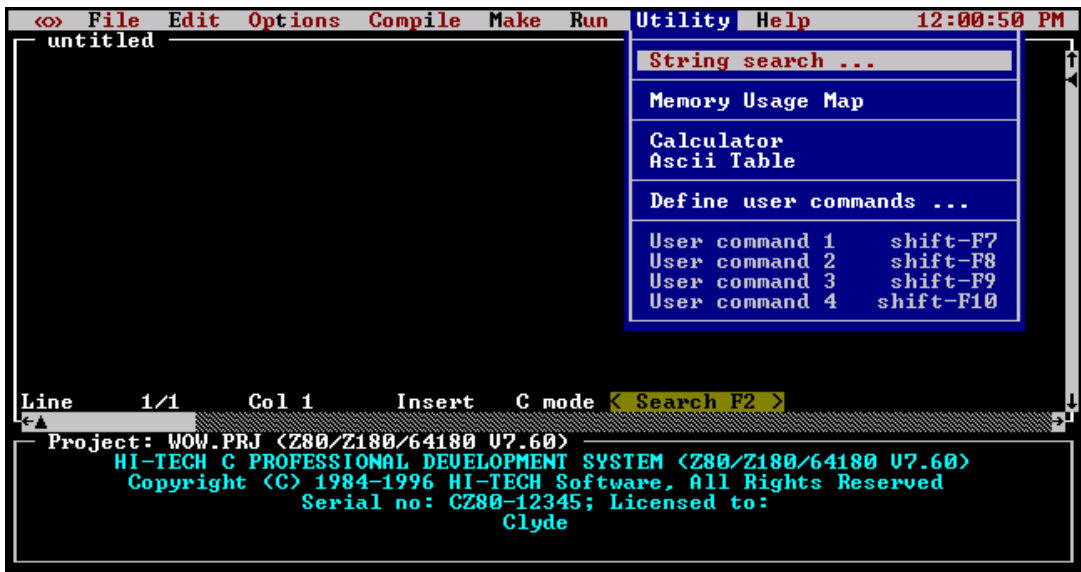 <<>> File Edit Options Compile Make Run Utility Help 12:00:50 PM
untitled
String search ...
Memory Usage Map
Calculator
Ascii Table
Define user commands ...
User command 1 shift-F7
User command 2 shift-F8
User command 3 shift-F9
User command 4 shift-F10
Line 1/1 Col 1 Insert C mode < Search F2 >
Project: WOW.PRJ (Z80/Z180/64180 V7.60)
HI-TECH C PROFESSIONAL DEVELOPMENT SYSTEM (Z80/Z180/64180 V7.60)
Copyright (C) 1984-1996 HI-TECH Software, All Rights Reserved
Serial no: CZ80-12345; Licensed to:
Clyde